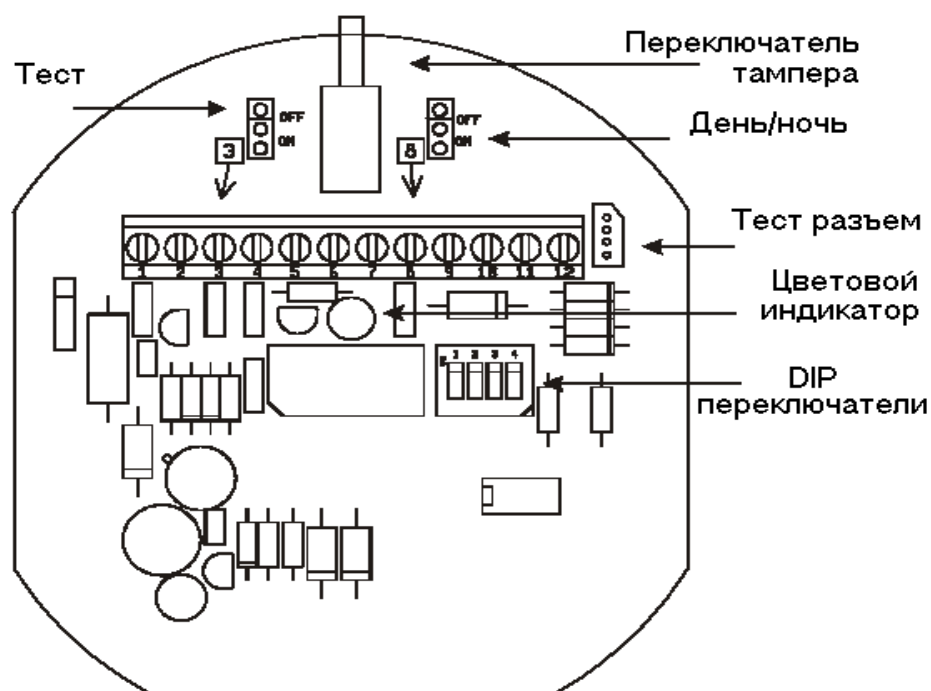 Переключатель
тампера
Тест
День/ночь
OFF
ON
OFF
ON
3
8
Тест разъем
1 2 3 4 5 6 7 8 9 10 11 12
Цветовой
индикатор
1 2 3 4
DIP
переключатели